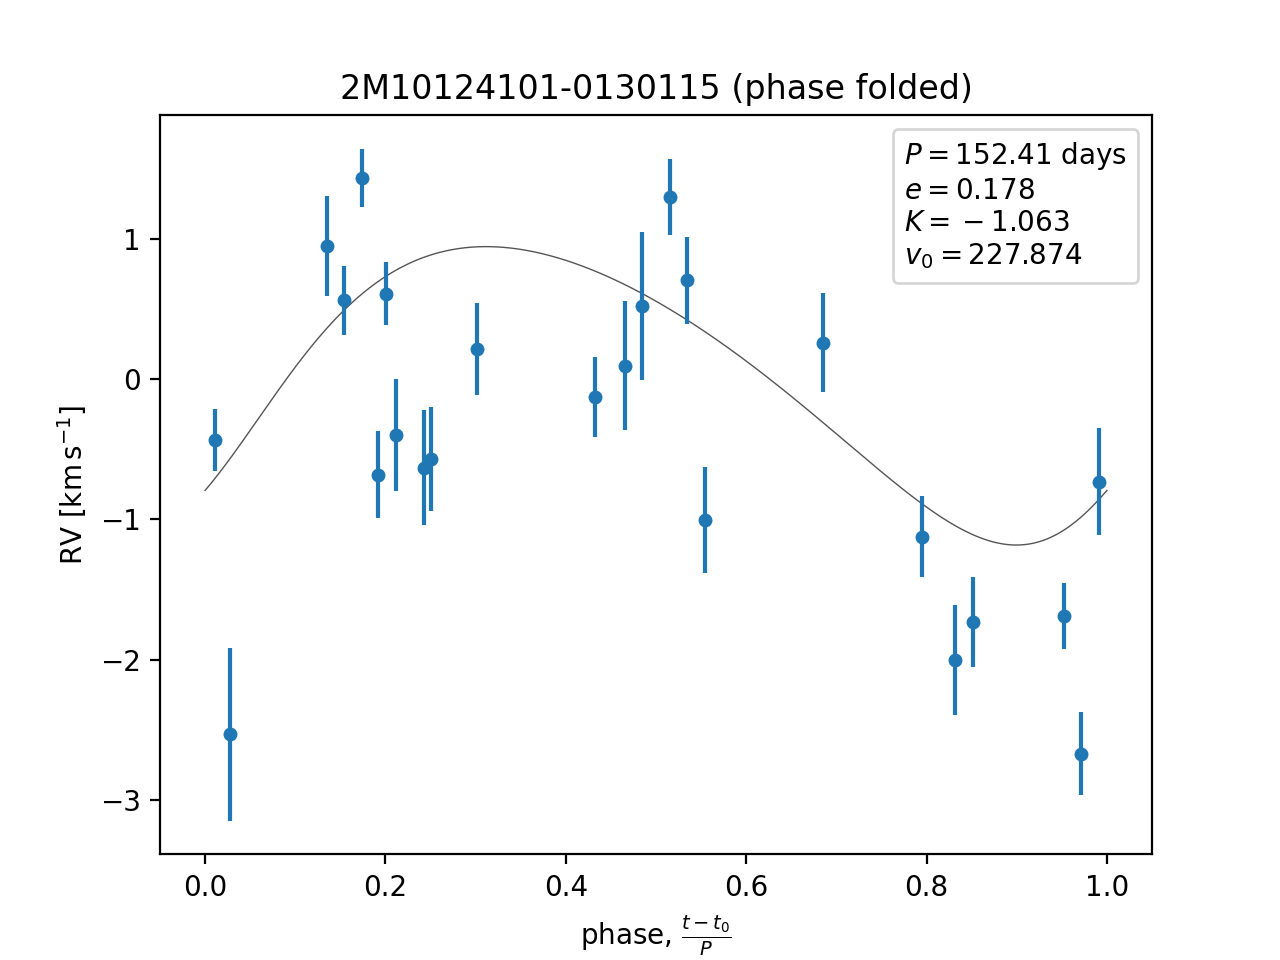 2M10124101-0130115 (phase folded)
P = 152.41 days
e = 0.178
K = −1.063
v₀ = 227.874
1
0
−1
−2
−3
RV [km s⁻¹]
0.0 0.2 0.4 0.6 0.8 1.0
phase, (t − t₀)/P